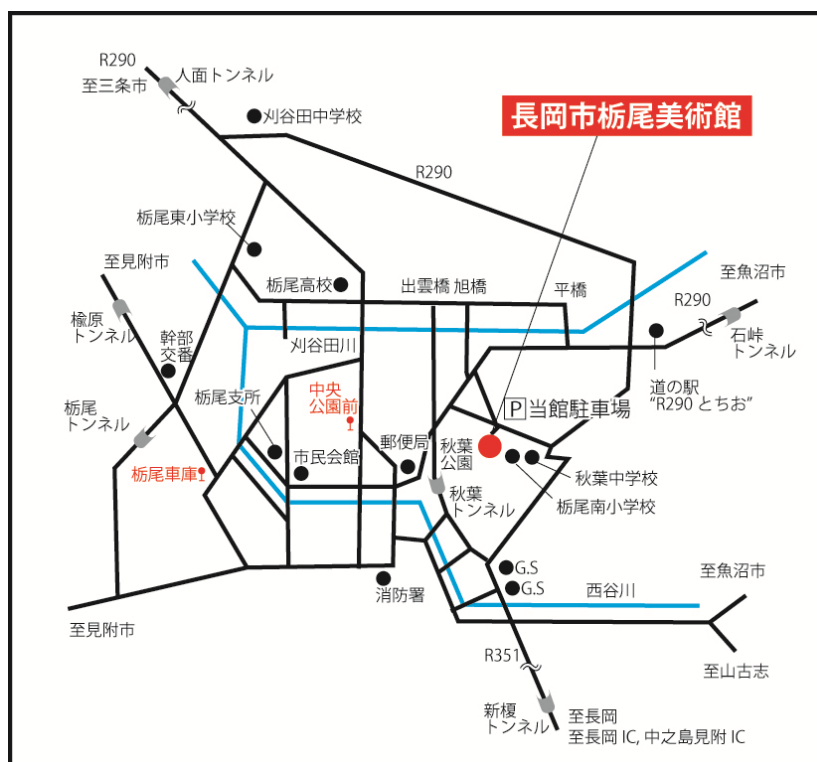 R290
至三条市
人面トンネル
刈谷田中学校
長岡市栃尾美術館
R290
栃尾東小学校
至見附市
栃尾高校
出雲橋
旭橋
平橋
至魚沼市
R290
楡原
トンネル
刈谷田川
石峠
トンネル
幹部
交番
道の駅
“R290 とちお”
栃尾支所
中央
公園前
P当館駐車場
栃尾
トンネル
郵便局
秋葉
公園
市民会館
栃尾車庫
秋葉中学校
秋葉
トンネル
栃尾南小学校
G.S
G.S
消防署
西谷川
至魚沼市
至見附市
R351
至山古志
新榎
トンネル
至長岡
至長岡 IC, 中之島見附 IC